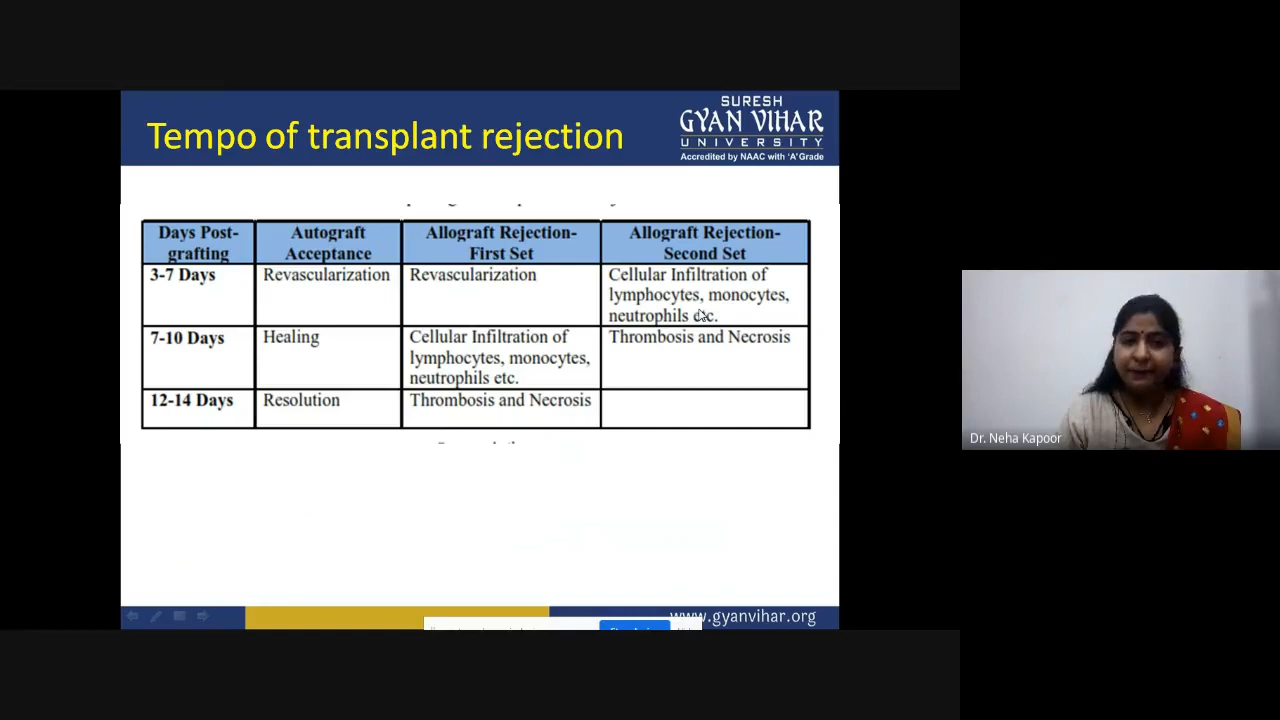 Tempo of transplant rejection
SURESH
GYAN VIHAR
UNIVERSITY
Accredited by NAAC with 'A' Grade
Days Post-
grafting
Autograft
Acceptance
Allograft Rejection-
First Set
Allograft Rejection-
Second Set
3-7 Days
Revascularization
Revascularization
Cellular Infiltration of
lymphocytes, monocytes,
neutrophils etc.
7-10 Days
Healing
Cellular Infiltration of
lymphocytes, monocytes,
neutrophils etc.
Thrombosis and Necrosis
12-14 Days
Resolution
Thrombosis and Necrosis
www.gyanvihar.org
Dr. Neha Kapoor